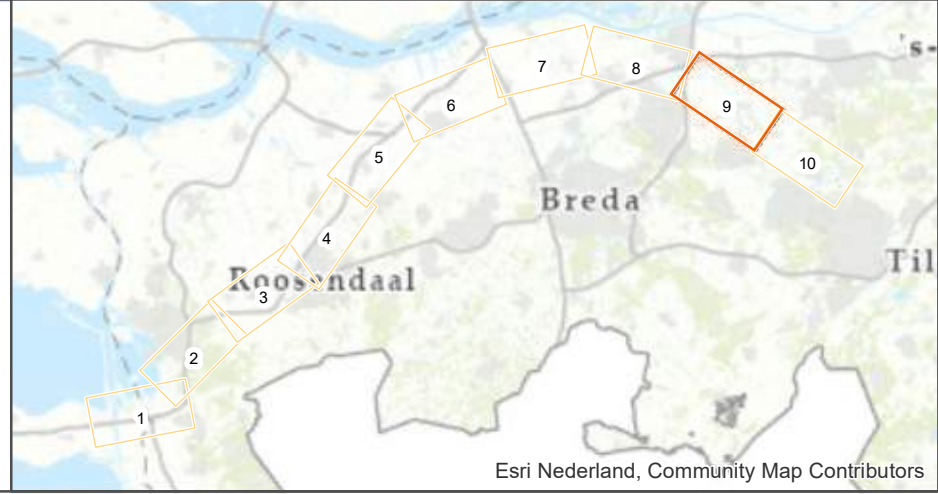 's-
7
8
6
9
5
10
Breda
4
Til
Roosendaal
3
2
1
Esri Nederland, Community Map Contributors